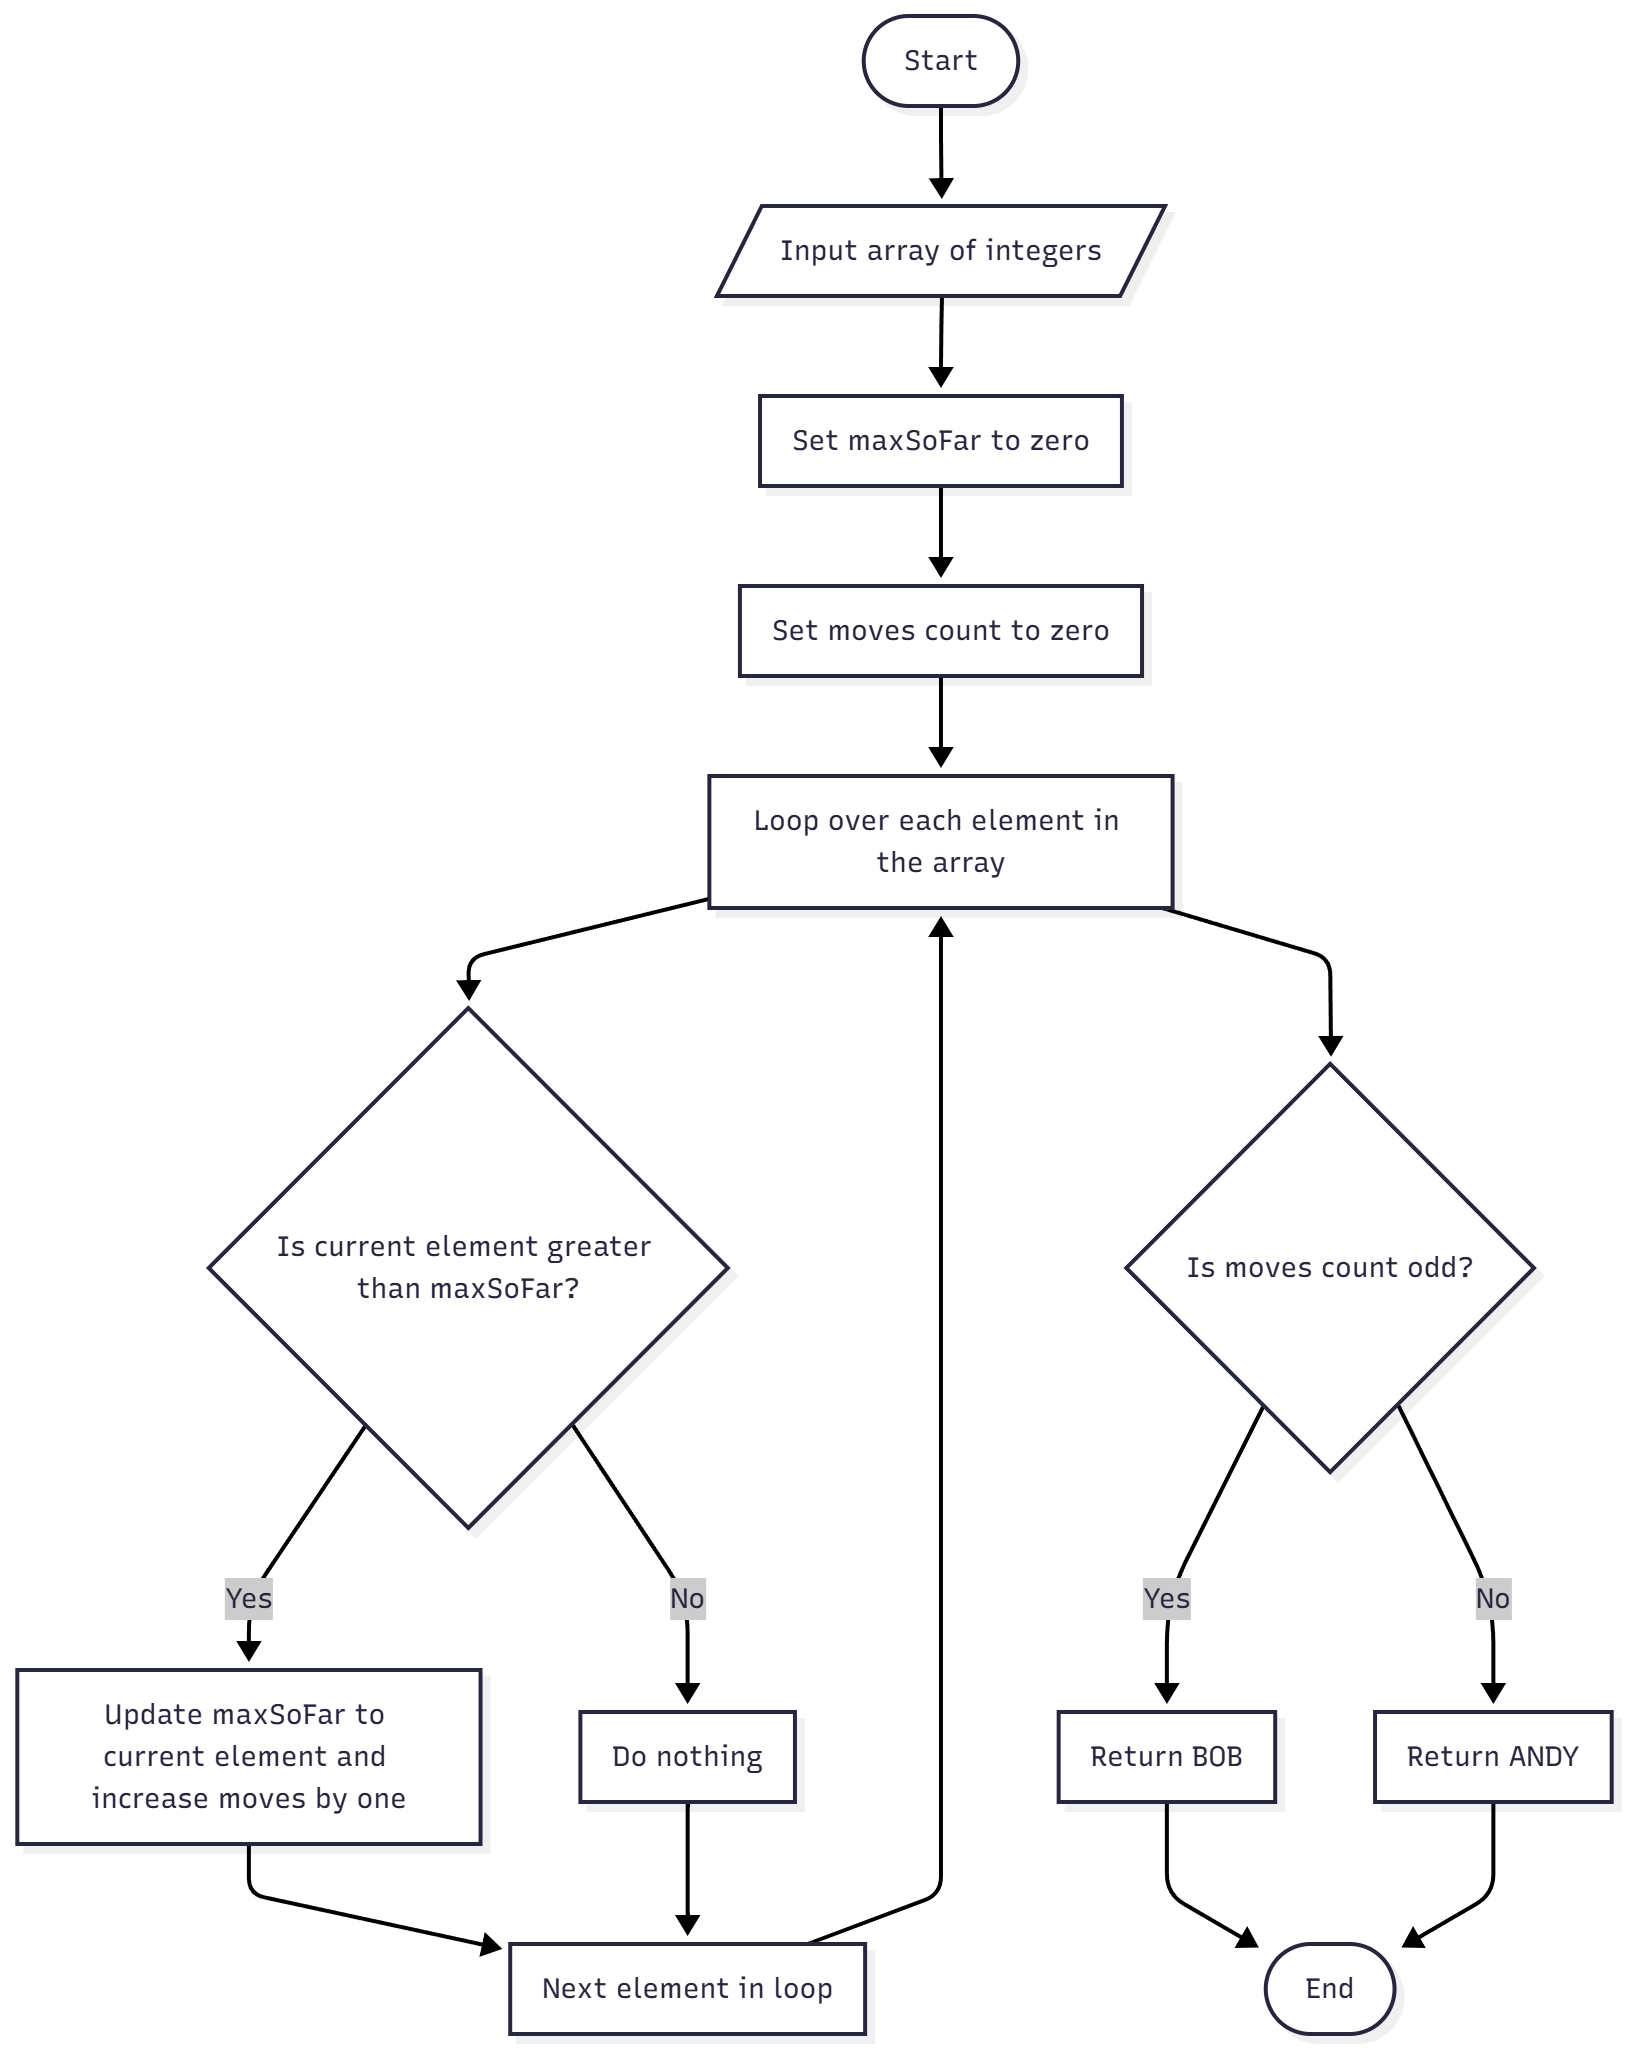 Start
Input array of integers
Set maxSoFar to zero
Set moves count to zero
Loop over each element in
the array
Is current element greater
than maxSoFar?
Is moves count odd?
Yes
No
Yes
No
Update maxSoFar to
current element and
increase moves by one
Do nothing
Return BOB
Return ANDY
Next element in loop
End